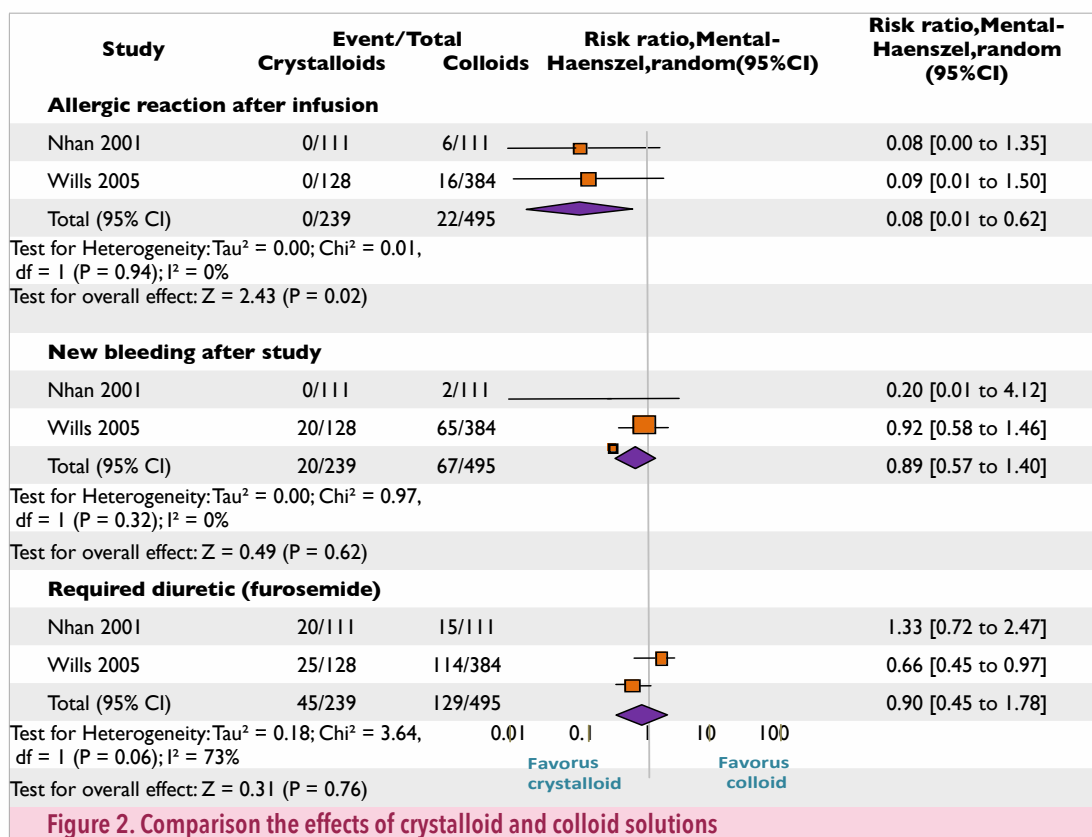 Study
Event/Total
Crystalloids Colloids
Risk ratio,Mental-
Haenszel,random(95%CI)
Risk ratio,Mental-
Haenszel,random
(95%CI)
Allergic reaction after infusion
Nhan 2001 0/111 6/111 0.08 [0.00 to 1.35]
Wills 2005 0/128 16/384 0.09 [0.01 to 1.50]
Total (95% CI) 0/239 22/495 0.08 [0.01 to 0.62]
Test for Heterogeneity: Tau² = 0.00; Chi² = 0.01,
df = 1 (P = 0.94); I² = 0%
Test for overall effect: Z = 2.43 (P = 0.02)
New bleeding after study
Nhan 2001 0/111 2/111 0.20 [0.01 to 4.12]
Wills 2005 20/128 65/384 0.92 [0.58 to 1.46]
Total (95% CI) 20/239 67/495 0.89 [0.57 to 1.40]
Test for Heterogeneity: Tau² = 0.00; Chi² = 0.97,
df = 1 (P = 0.32); I² = 0%
Test for overall effect: Z = 0.49 (P = 0.62)
Required diuretic (furosemide)
Nhan 2001 20/111 15/111 1.33 [0.72 to 2.47]
Wills 2005 25/128 114/384 0.66 [0.45 to 0.97]
Total (95% CI) 45/239 129/495 0.90 [0.45 to 1.78]
Test for Heterogeneity: Tau² = 0.18; Chi² = 3.64,
df = 1 (P = 0.06); I² = 73%
0.01 0.1 1 10 100
Favorus
crystalloid
Favorus
colloid
Test for overall effect: Z = 0.31 (P = 0.76)
Figure 2. Comparison the effects of crystalloid and colloid solutions